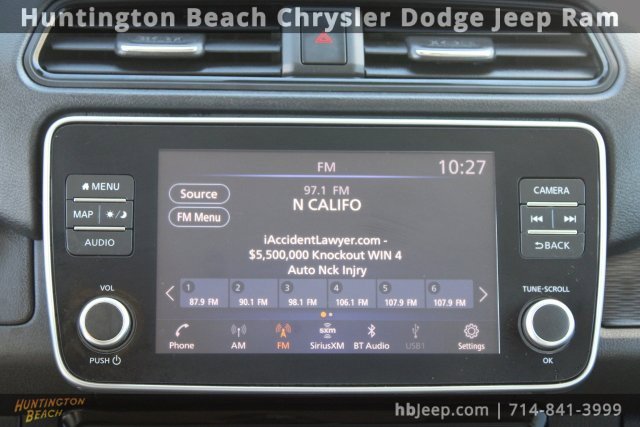 Huntington Beach Chrysler Dodge Jeep Ram
FM
10:27
MENU
MAP
AUDIO
VOL
PUSH
Source
FM Menu
97.1 FM
N CALIFO
iAccidentLawyer.com -
$5,500,000 Knockout WIN 4
Auto Nck Injry
1 2 3 4 5 6
87.9 FM 90.1 FM 98.1 FM 106.1 FM 107.9 FM 107.9 FM
Phone AM FM SXM SiriusXM BT Audio USB1 Settings
CAMERA
BACK
TUNE-SCROLL
OK
HUNTINGTON
BEACH
hbjeep.com | 714-841-3999